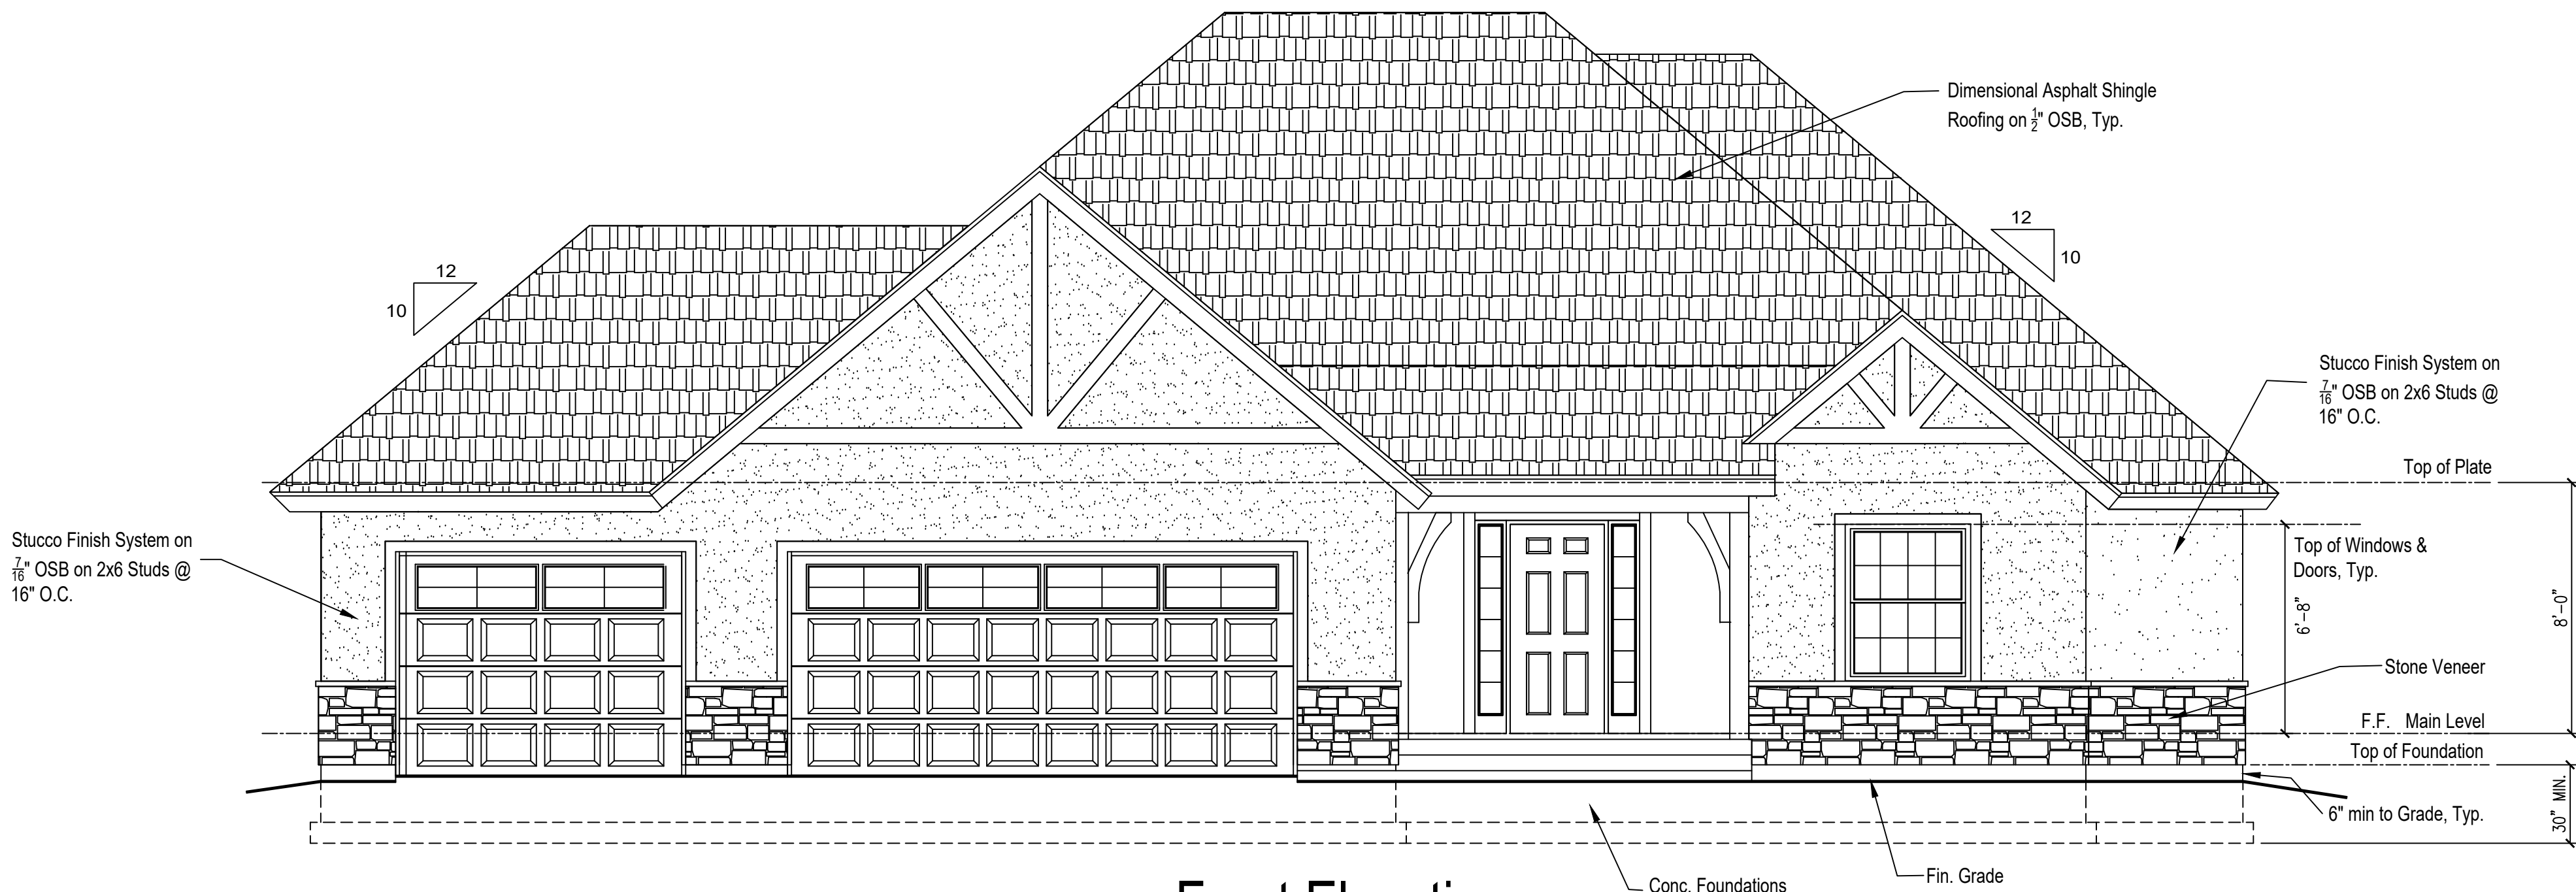 Dimensional Asphalt Shingle
Roofing on 1/2" OSB, Typ.
12
10
12
10
Stucco Finish System on
7/16" OSB on 2x6 Studs @
16" O.C.
Top of Plate
Stucco Finish System on
7/16" OSB on 2x6 Studs @
16" O.C.
Top of Windows &
Doors, Typ.
6'-8"
8'-0"
Stone Veneer
F.F. Main Level
Top of Foundation
30" MIN.
6" min to Grade, Typ.
Fin. Grade
Conc. Foundations